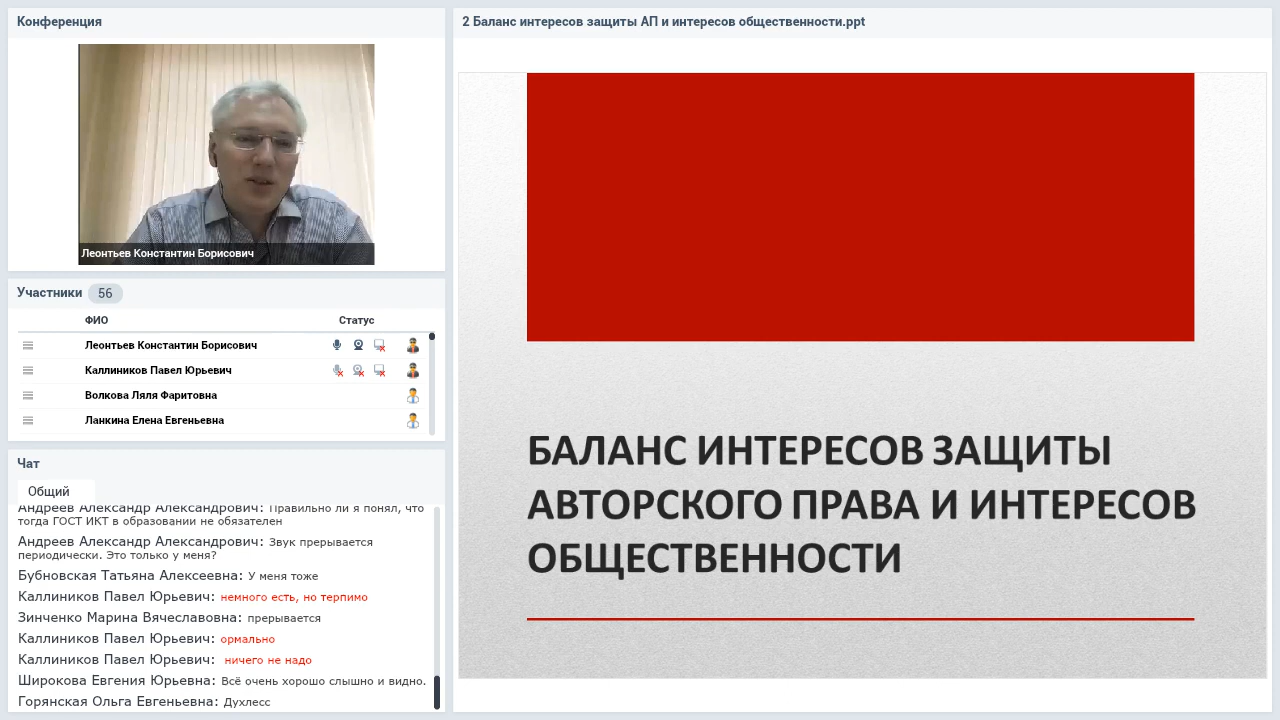 Конференция
Леонтьев Константин Борисович
Участники 56
ФИО Статус
Леонтьев Константин Борисович
Каллиников Павел Юрьевич
Волкова Ляля Фаритовна
Ланкина Елена Евгеньевна
Чат
Общий
Андреев Александр Александрович: Правильно ли я понял, что
тогда ГОСТ ИКТ в образовании не обязателен
Андреев Александр Александрович: Звук прерывается
периодически. Это только у меня?
Бубновская Татьяна Алексеевна: У меня тоже
Каллиников Павел Юрьевич: немного есть, но терпимо
Зинченко Марина Вячеславовна: прерывается
Каллиников Павел Юрьевич: ормально
Каллиников Павел Юрьевич: ничего не надо
Широкова Евгения Юрьевна: Всё очень хорошо слышно и видно.
Горянская Ольга Евгеньевна: Духлесс
2 Баланс интересов защиты АП и интересов общественности.ppt
БАЛАНС ИНТЕРЕСОВ ЗАЩИТЫ
АВТОРСКОГО ПРАВА И ИНТЕРЕСОВ
ОБЩЕСТВЕННОСТИ